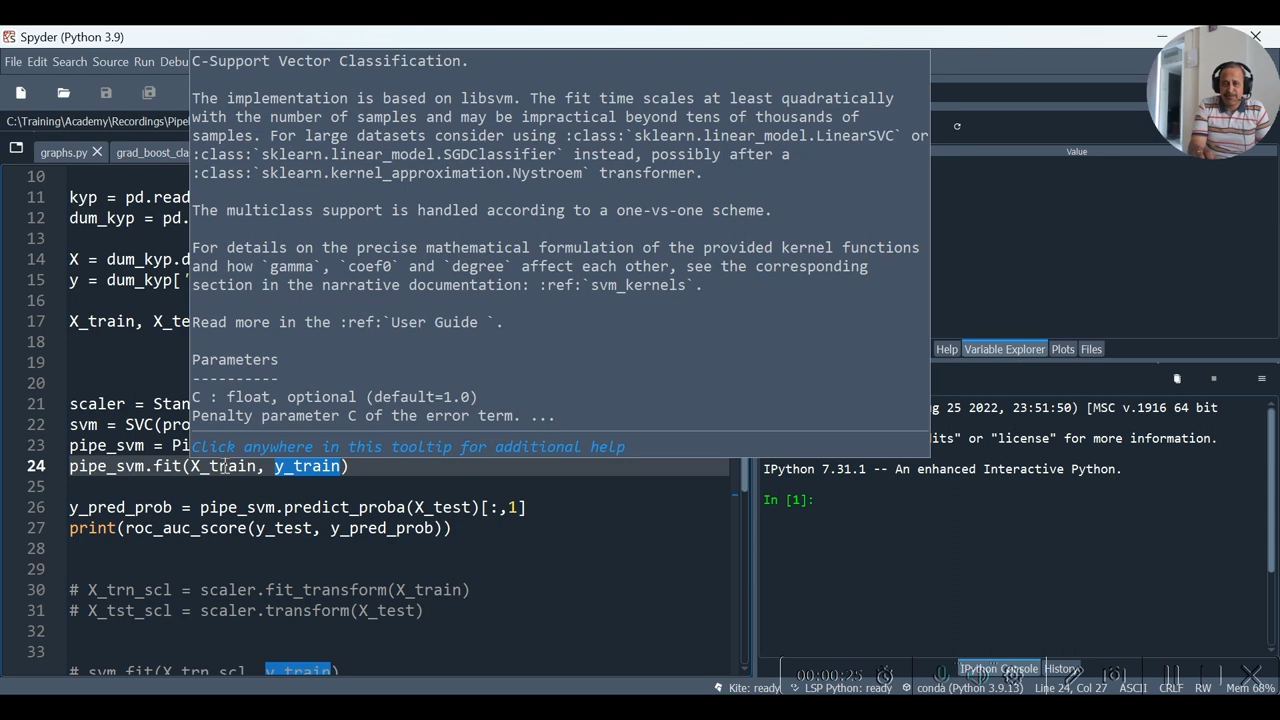 Spyder (Python 3.9)
File Edit Search Source Run Debu
C:\Training\Academy\Recordings\Pipe
graphs.py
grad_boost_cla
C-Support Vector Classification.
The implementation is based on libsvm. The fit time scales at least quadratically
with the number of samples and may be impractical beyond tens of thousands of
samples. For large datasets consider using :class:`sklearn.linear_model.LinearSVC` or
:class:`sklearn.linear_model.SGDClassifier` instead, possibly after a
:class:`sklearn.kernel_approximation.Nystroem` transformer.
The multiclass support is handled according to a one-vs-one scheme.
For details on the precise mathematical formulation of the provided kernel functions
and how `gamma`, `coef0` and `degree` affect each other, see the corresponding
section in the narrative documentation: :ref:`svm_kernels`.
Read more in the :ref:`User Guide `.
Parameters
----------
C : float, optional (default=1.0)
Penalty parameter C of the error term. ...
Click anywhere in this tooltip for additional help
10
11 kyp = pd.read
12 dum_kyp = pd.
13
14 X = dum_kyp.d
15 y = dum_kyp['
16
17 X_train, X_te
18
19
20
21 scaler = Stan
22 svm = SVC(pro
23 pipe_svm = Pi
24 pipe_svm.fit(X_train, y_train)
25
26 y_pred_prob = pipe_svm.predict_proba(X_test)[:,1]
27 print(roc_auc_score(y_test, y_pred_prob))
28
29
30 # X_trn_scl = scaler.fit_transform(X_train)
31 # X_tst_scl = scaler.transform(X_test)
32
33
# svm.fit(X_trn_scl, y_train)
Value
Help Variable Explorer Plots Files
aug 25 2022, 23:51:50) [MSC v.1916 64 bit
dits" or "license" for more information.
IPython 7.31.1 -- An enhanced Interactive Python.
In [1]:
IPython Console History
00:00:25
Kite: ready LSP Python: ready conda (Python 3.9.13) Line 24, Col 27 ASCII CRLF RW Mem 68%